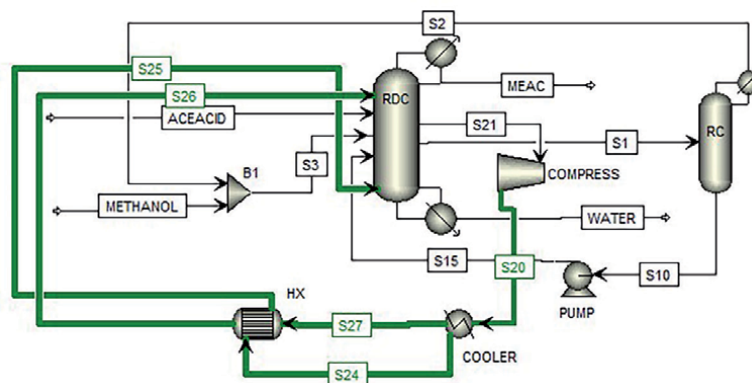 S2
S25
RDC
MEAC
S26
ACEACID
S21
S1
RC
S3
B1
COMPRESS
METHANOL
WATER
S15
S20
S10
HX
PUMP
S27
COOLER
S24